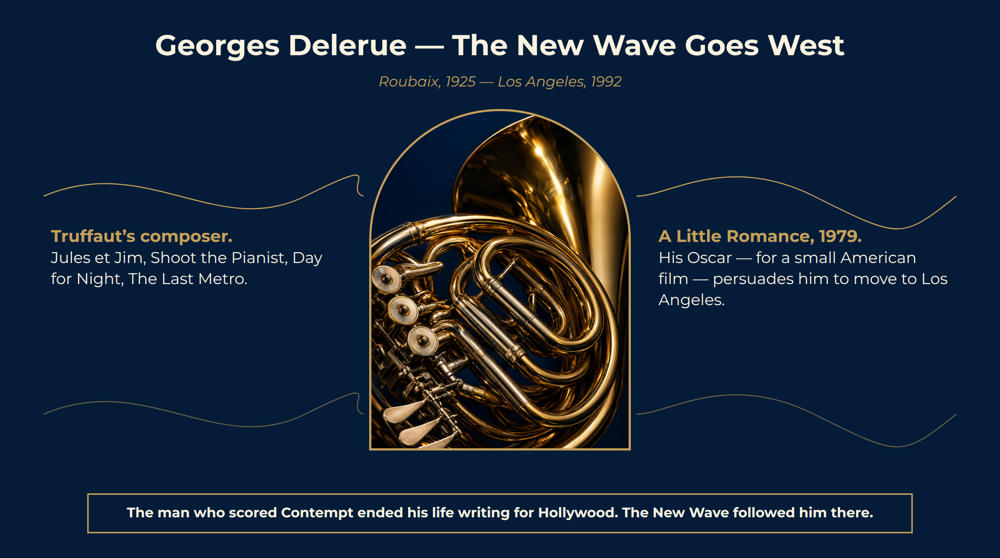 Georges Delerue — The New Wave Goes West
Roubaix, 1925 — Los Angeles, 1992
Truffaut’s composer.
Jules et Jim, Shoot the Pianist, Day
for Night, The Last Metro.
A Little Romance, 1979.
His Oscar — for a small American
film — persuades him to move to Los
Angeles.
The man who scored Contempt ended his life writing for Hollywood. The New Wave followed him there.